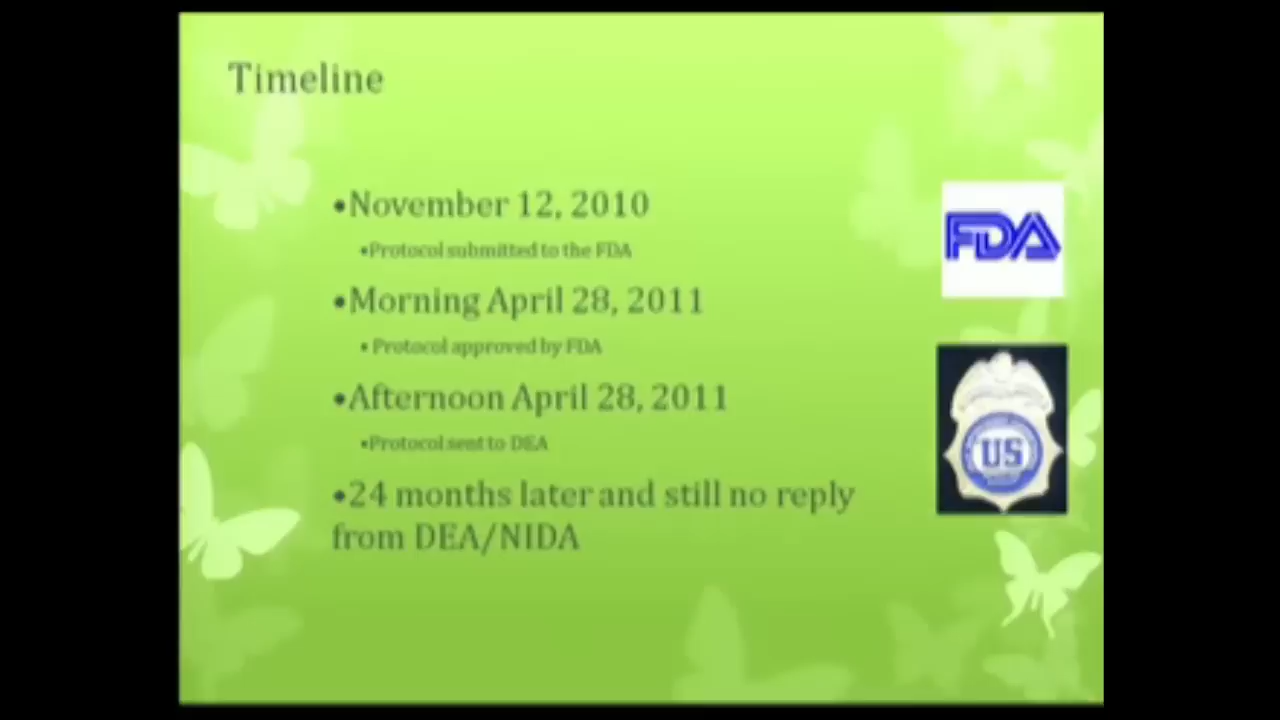 Timeline
•November 12, 2010
•Protocol submitted to the FDA
•Morning April 28, 2011
• Protocol approved by FDA
•Afternoon April 28, 2011
•Protocol sent to DEA
•24 months later and still no reply
from DEA/NIDA
FDA
US